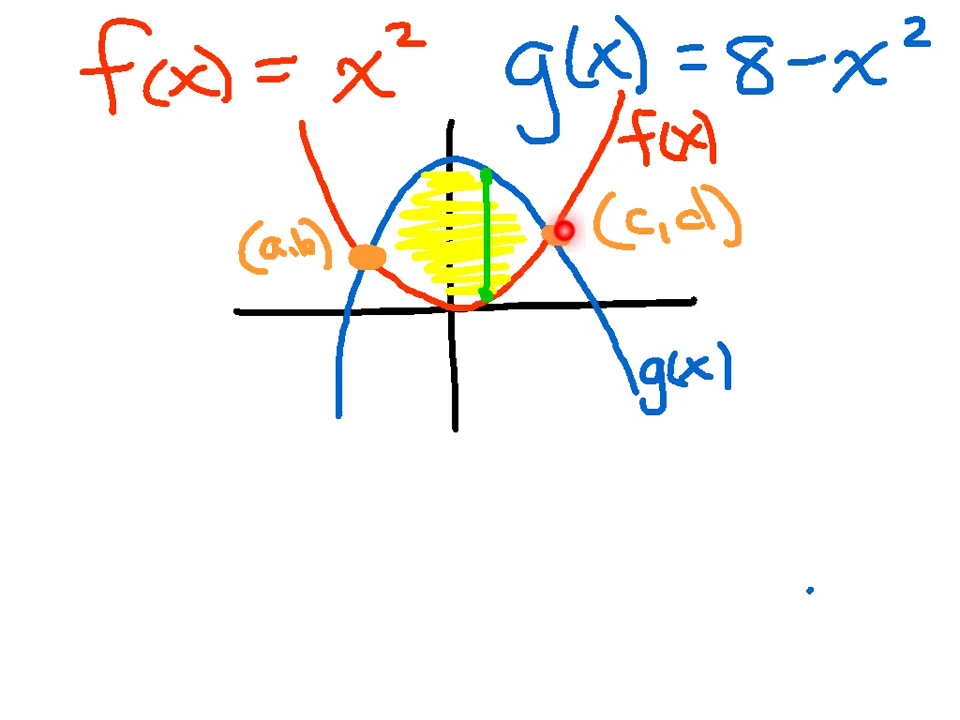 f(x) = x² g(x) = 8 - x²
f(x)
(a,b) (c,d)
g(x)